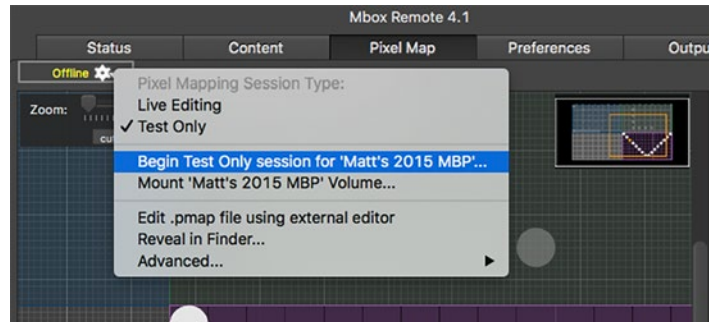 Mbox Remote 4.1
Status Content Pixel Map Preferences
Offline
Zoom:
Pixel Mapping Session Type:
Live Editing
✓ Test Only
Begin Test Only session for 'Matt's 2015 MBP'...
Mount 'Matt's 2015 MBP' Volume...
Edit .pmap file using external editor
Reveal in Finder...
Advanced...